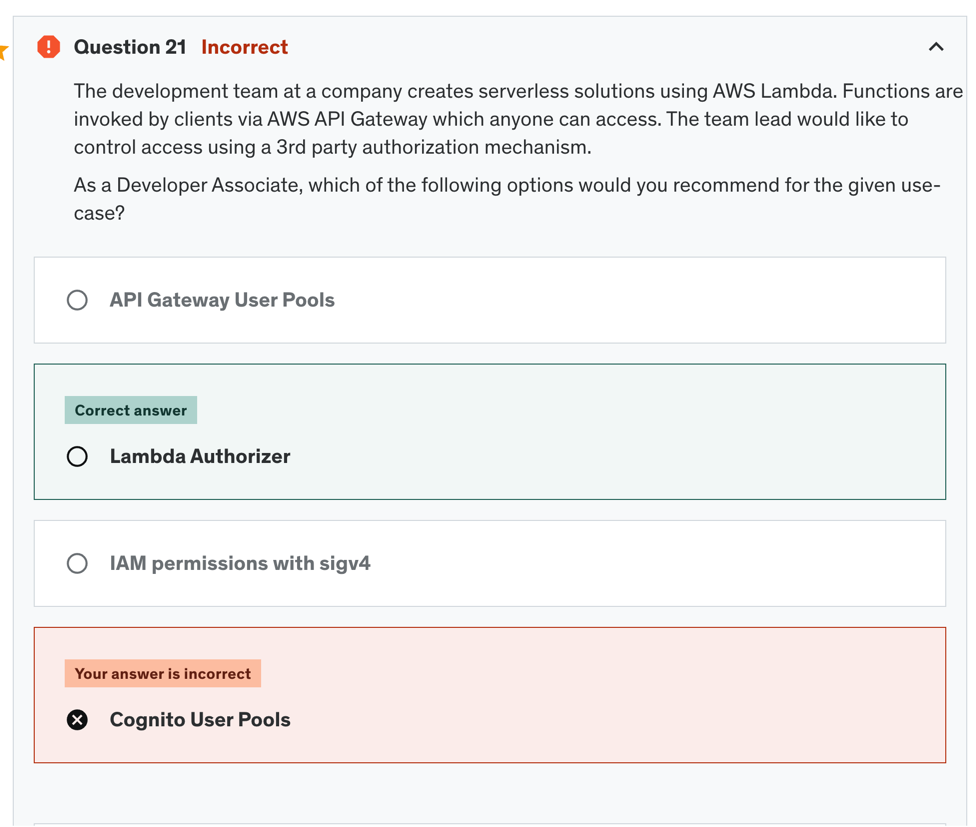 Question 21 Incorrect
The development team at a company creates serverless solutions using AWS Lambda. Functions are
invoked by clients via AWS API Gateway which anyone can access. The team lead would like to
control access using a 3rd party authorization mechanism.
As a Developer Associate, which of the following options would you recommend for the given use-
case?
API Gateway User Pools
Correct answer
Lambda Authorizer
IAM permissions with sigv4
Your answer is incorrect
Cognito User Pools